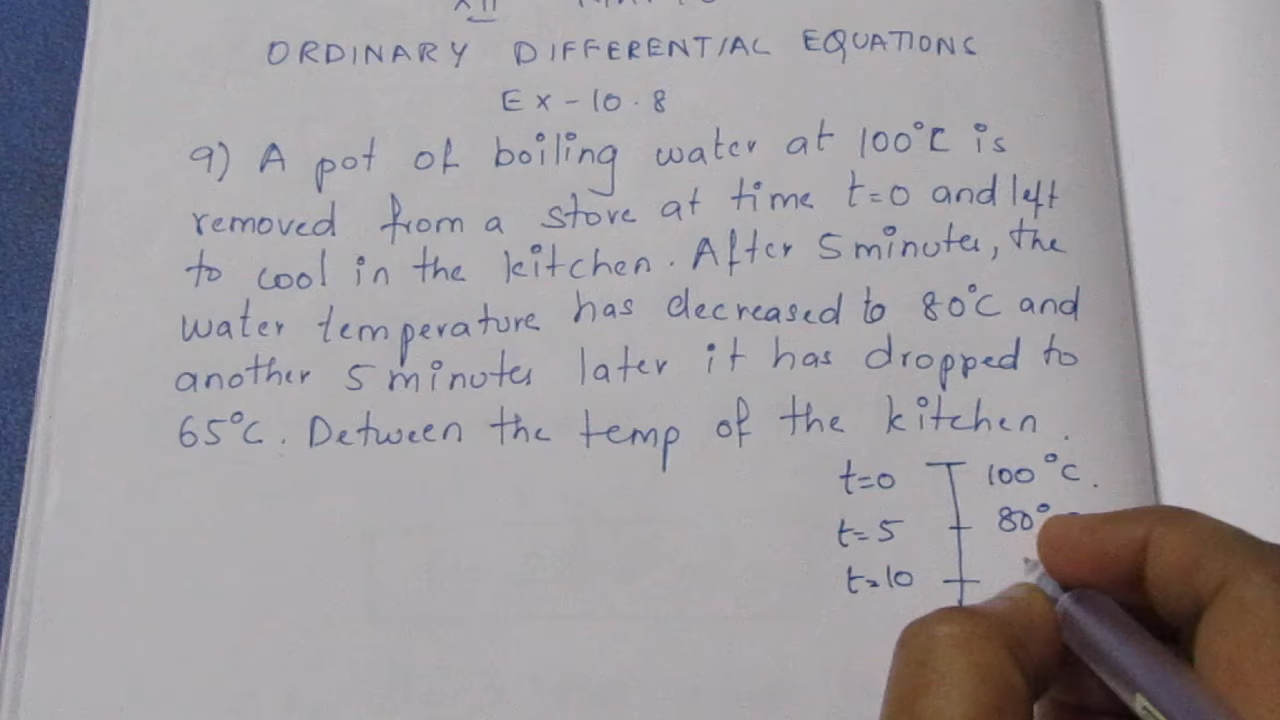 ORDINARY DIFFERENTIAL EQUATIONS
Ex - 10.8
9) A pot of boiling water at 100°C is
removed from a stove at time t=0 and left
to cool in the kitchen. After 5 minutes, the
water temperature has decreased to 80°C and
another 5 minutes later it has dropped to
65°C. Detween the temp of the kitchen.
t=0 100°C.
t=5 80°
t=10